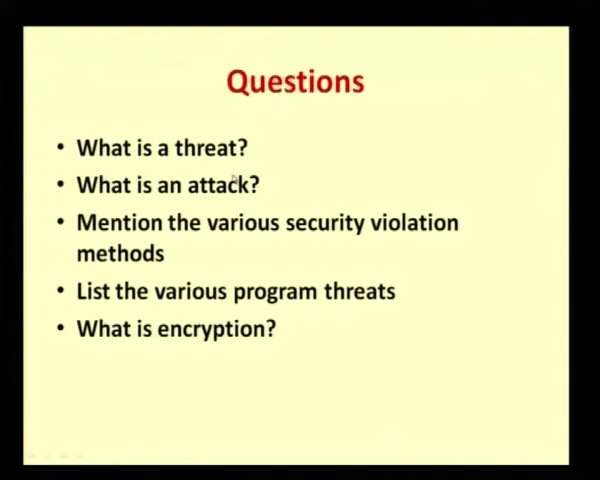 Questions
• What is a threat?
• What is an attack?
• Mention the various security violation
methods
• List the various program threats
• What is encryption?